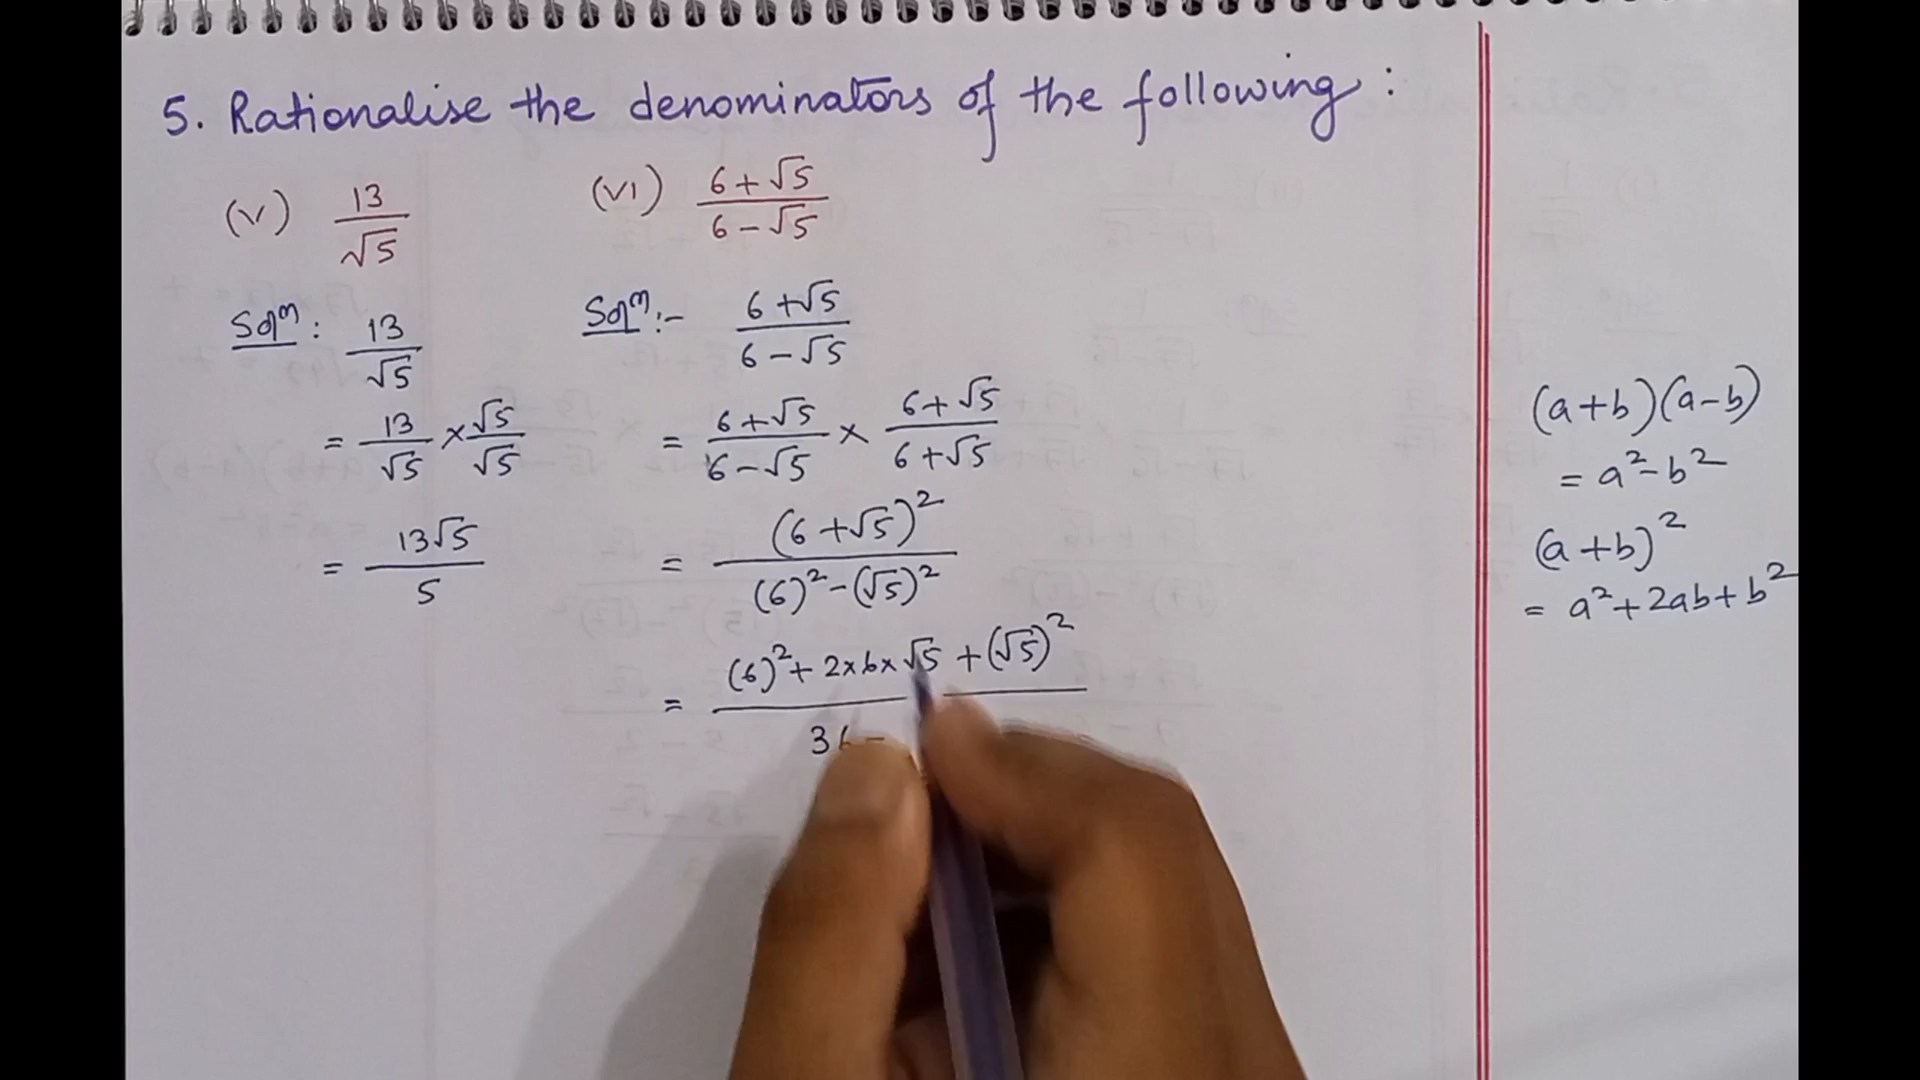 5. Rationalise the denominators of the following :
(v) 13/√5
(vi) (6+√5)/(6-√5)
Solⁿ : 13/√5
= 13/√5 × √5/√5
= 13√5/5
Solⁿ :- (6+√5)/(6-√5)
= (6+√5)/(6-√5) × (6+√5)/(6+√5)
= (6+√5)²/((6)²-(√5)²)
= ((6)²+2×6×√5+(√5)²)/(36-
(a+b)(a-b)
= a²-b²
(a+b)²
= a²+2ab+b²